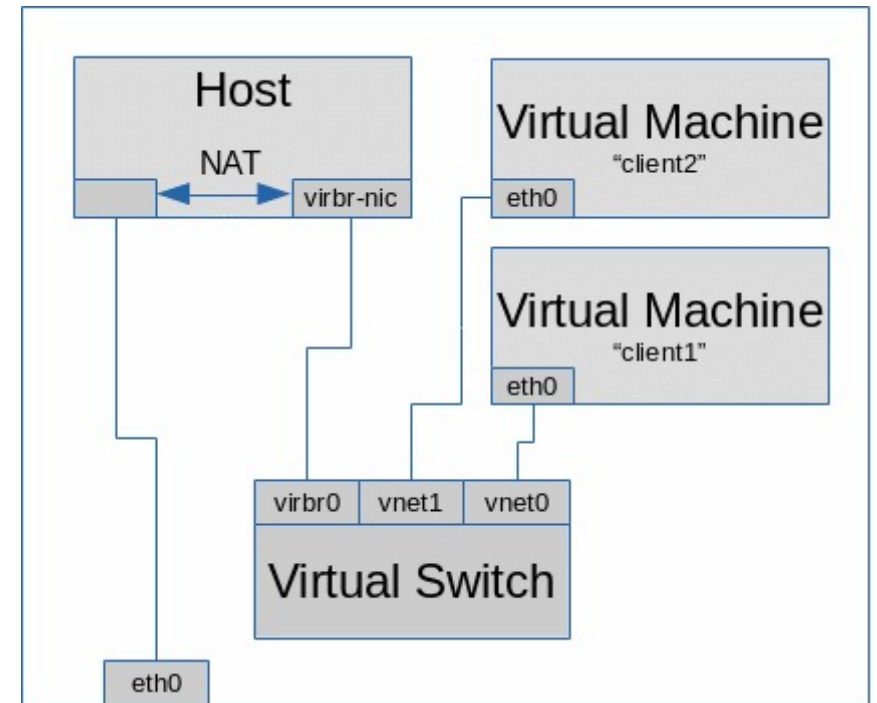 Host
NAT
virbr-nic
Virtual Machine
“client2”
eth0
Virtual Machine
“client1”
eth0
virbr0 vnet1 vnet0
Virtual Switch
eth0